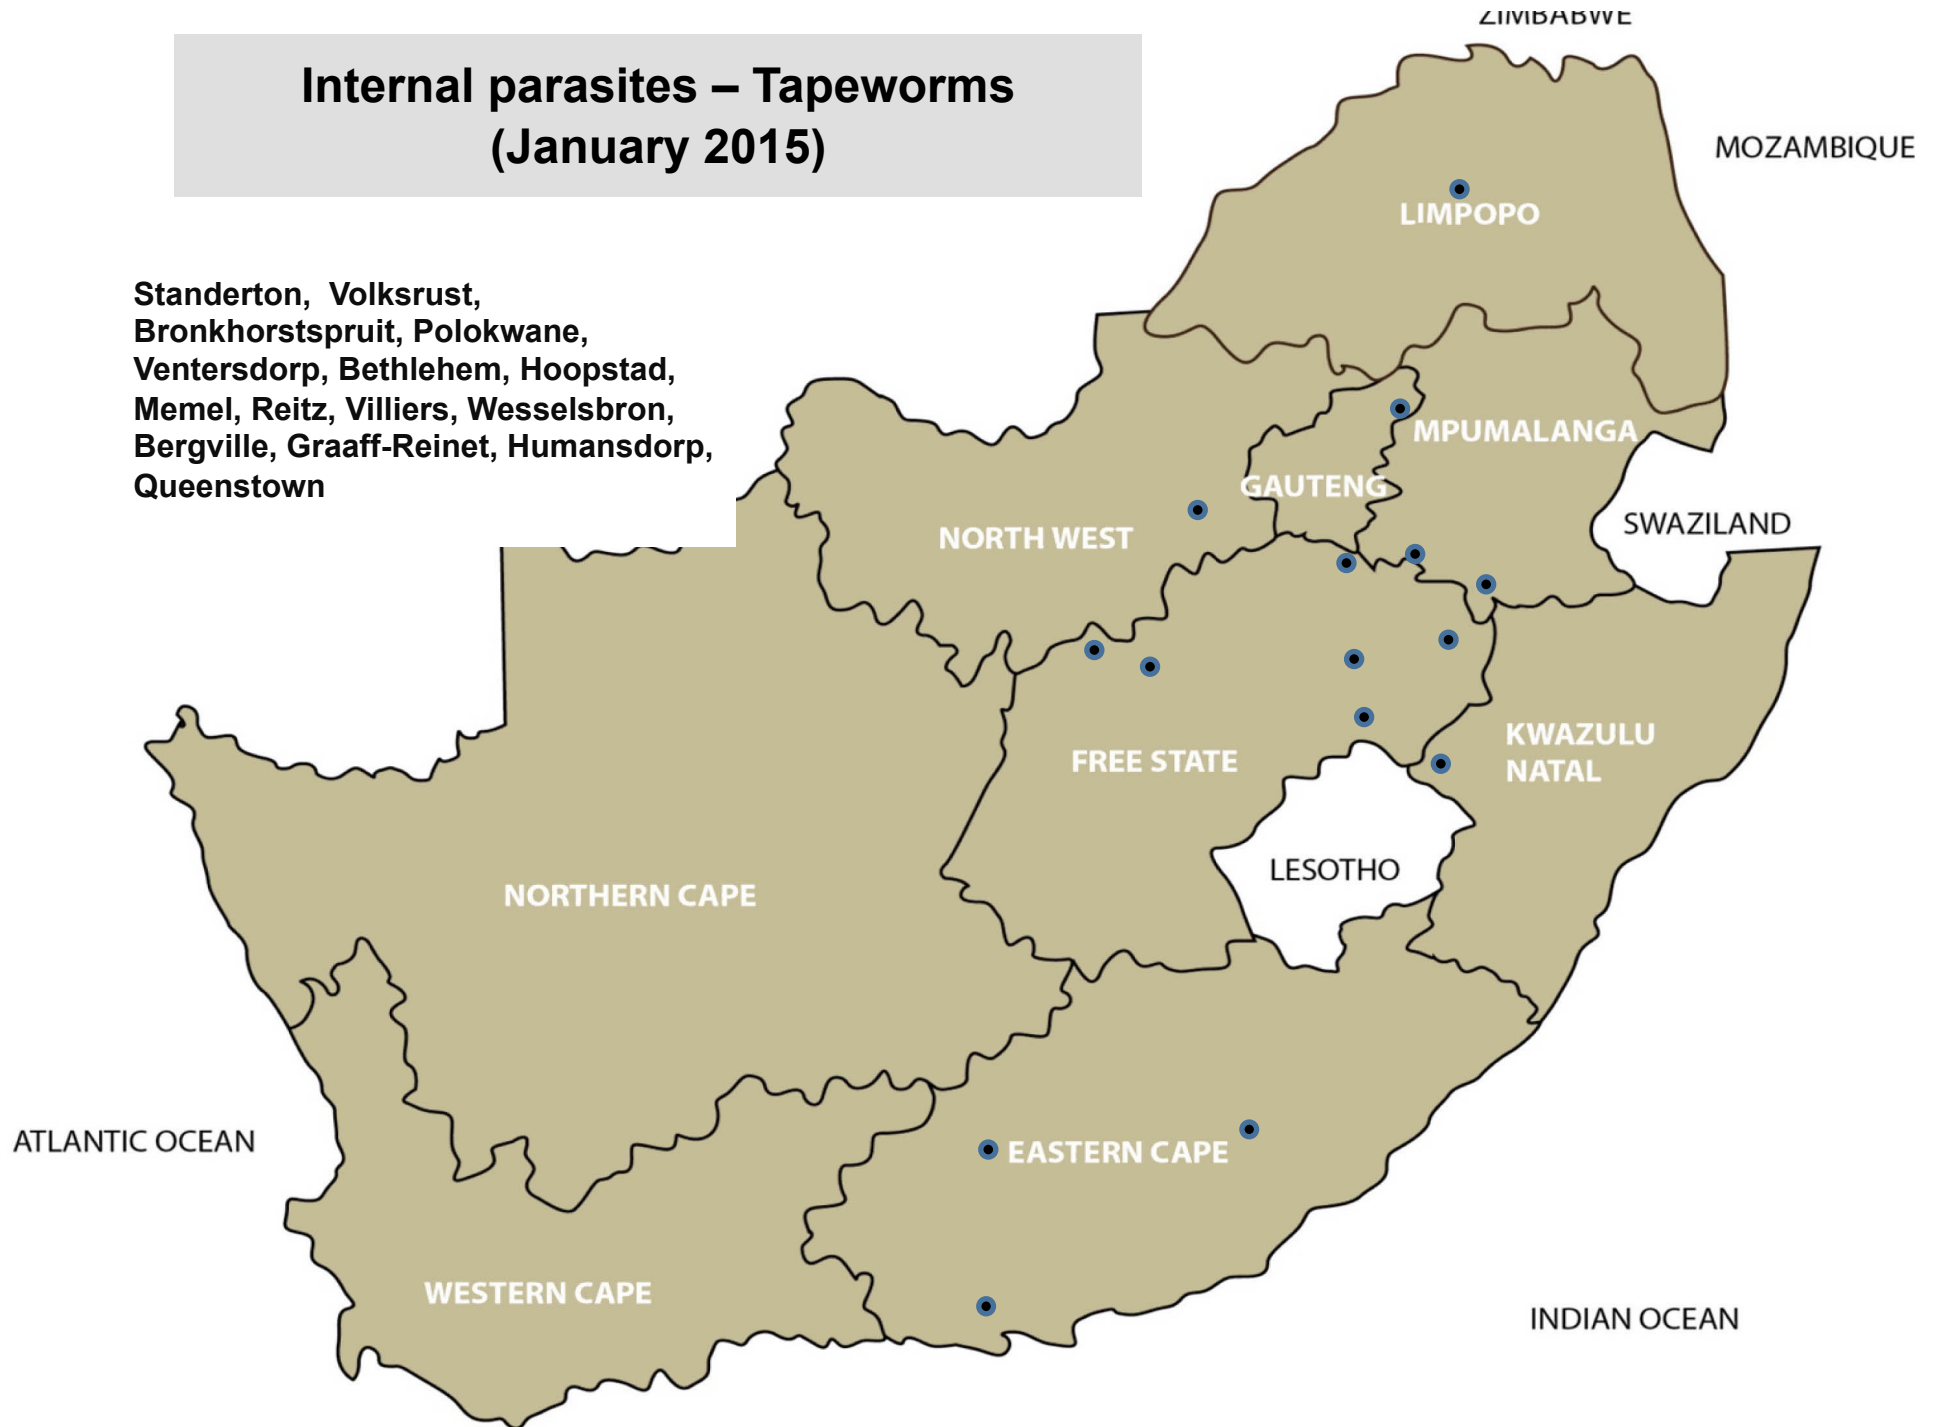 ZIMBABWE
Internal parasites – Tapeworms
(January 2015)
MOZAMBIQUE
LIMPOPO
Standerton, Volksrust,
Bronkhorstspruit, Polokwane,
Ventersdorp, Bethlehem, Hoopstad,
Memel, Reitz, Villiers, Wesselsbron,
Bergville, Graaff-Reinet, Humansdorp,
Queenstown
MPUMALANGA
GAUTENG
SWAZILAND
NORTH WEST
KWAZULU
NATAL
FREE STATE
LESOTHO
NORTHERN CAPE
ATLANTIC OCEAN
EASTERN CAPE
WESTERN CAPE
INDIAN OCEAN